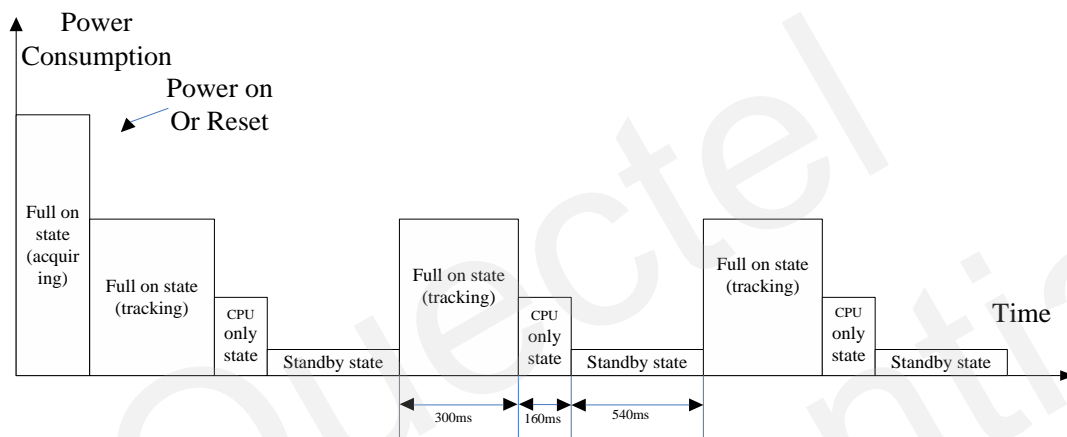 Power
Consumption
Power on
Or Reset
Full on
state
(acquir
ing)
Full on state
(tracking)
CPU
only
state
Standby state
Full on state
(tracking)
CPU
only
state
Standby state
Full on state
(tracking)
CPU
only
state
Standby state
Time
300ms
160ms
540ms
Quectel